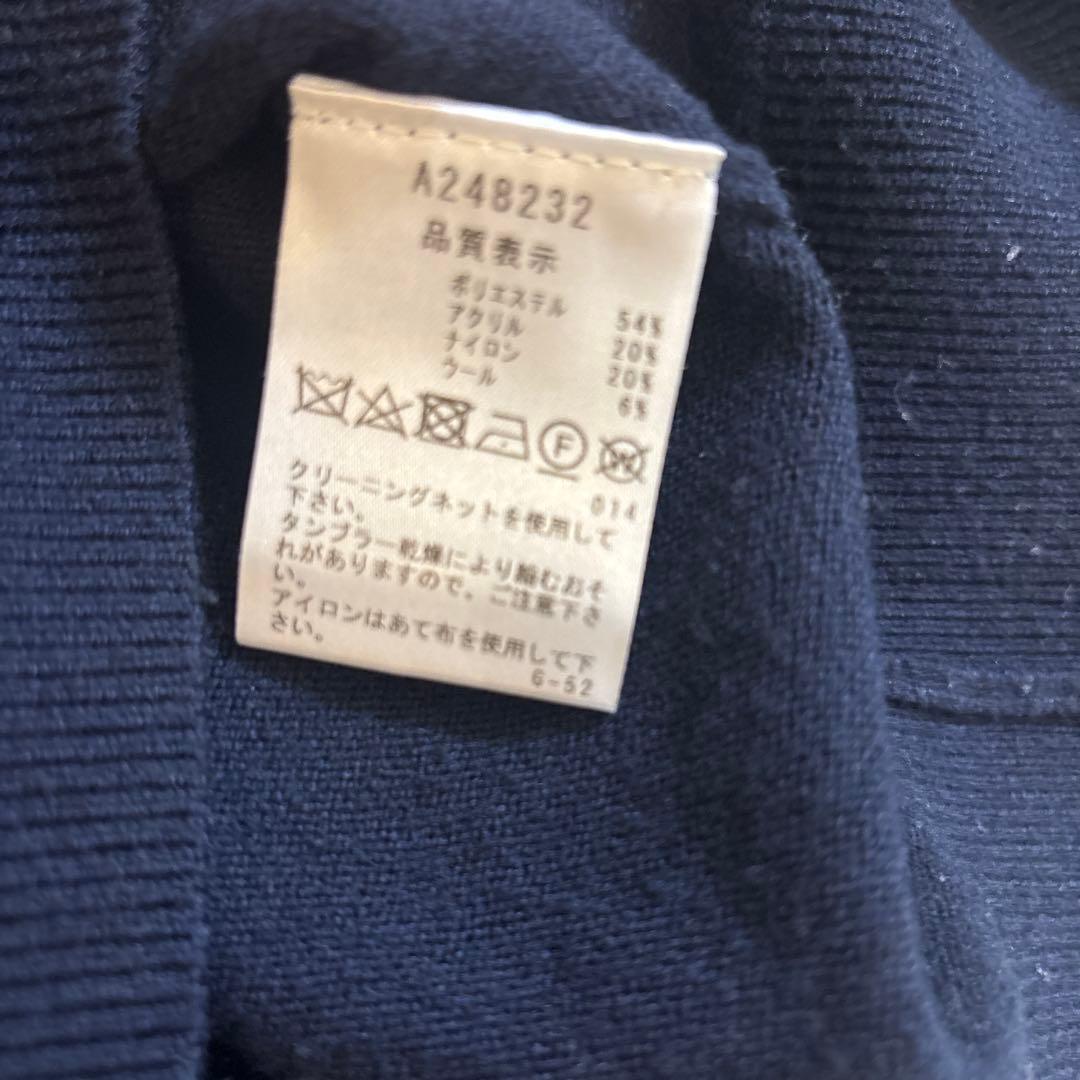 A248232
品質表示
ポリエステル 54%
アクリル 20%
ナイロン 20%
ウール 6%
F W
014
クリーニングネットを使用して
下さい。
タンブラー乾燥により縮むおそ
れがありますので、ご注意下さ
い。
アイロンはあて布を使用して下
さい。
6-52